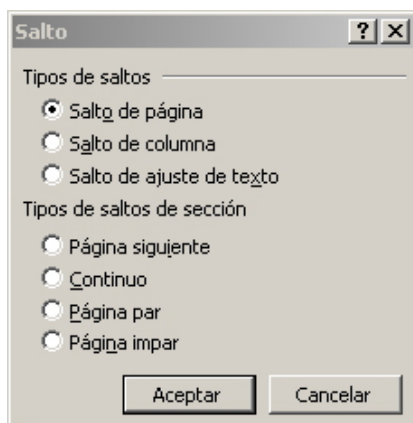 Salto
Tipos de saltos
Salto de página
Salto de columna
Salto de ajuste de texto
Tipos de saltos de sección
Página siguiente
Continuo
Página par
Página impar
Aceptar Cancelar